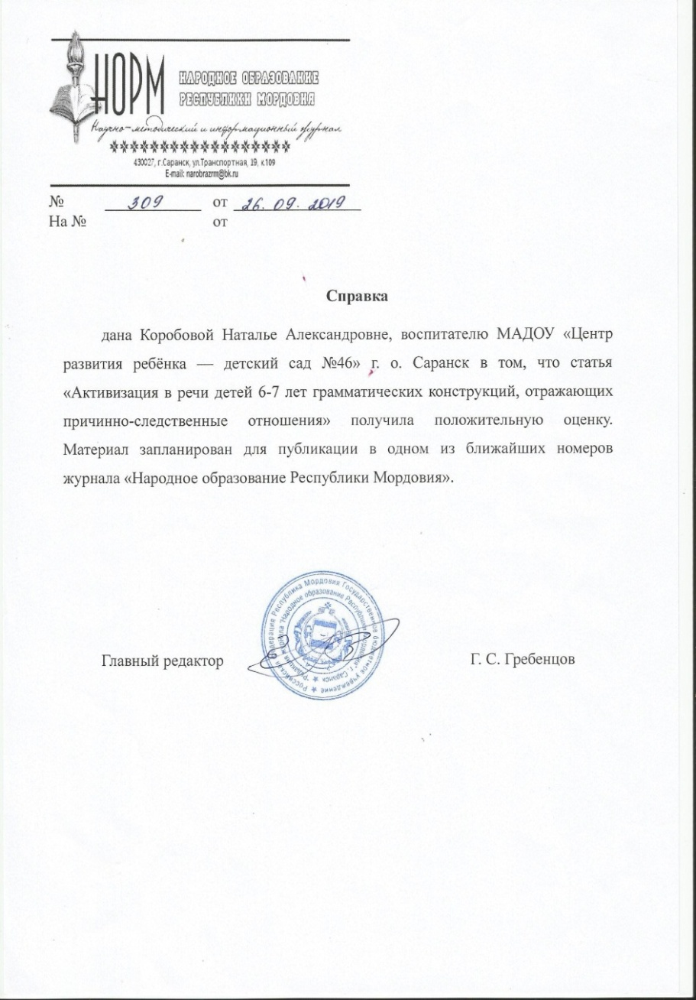 НОРМ
НАРОДНОЕ ОБРАЗОВАНИЕ
РЕСПУБЛИКИ МОРДОВИЯ
Научно-методический и информационный журнал
430027, г.Саранск, ул.Транспортная, 19, к.109
E-mail: narobrazrm@bk.ru
№ 309 от 26. 09. 2019
На № от
Справка
дана Коробовой Наталье Александровне, воспитателю МАДОУ «Центр
развития ребёнка — детский сад №46» г. о. Саранск в том, что статья
«Активизация в речи детей 6-7 лет грамматических конструкций, отражающих
причинно-следственные отношения» получила положительную оценку.
Материал запланирован для публикации в одном из ближайших номеров
журнала «Народное образование Республики Мордовия».
Российская Федерация Республика Мордовия Государственное бюджетное учреждение
"Редакция журнала "Народное образование Республики Мордовия" г. Саранск
Главный редактор
Г. С. Гребенцов